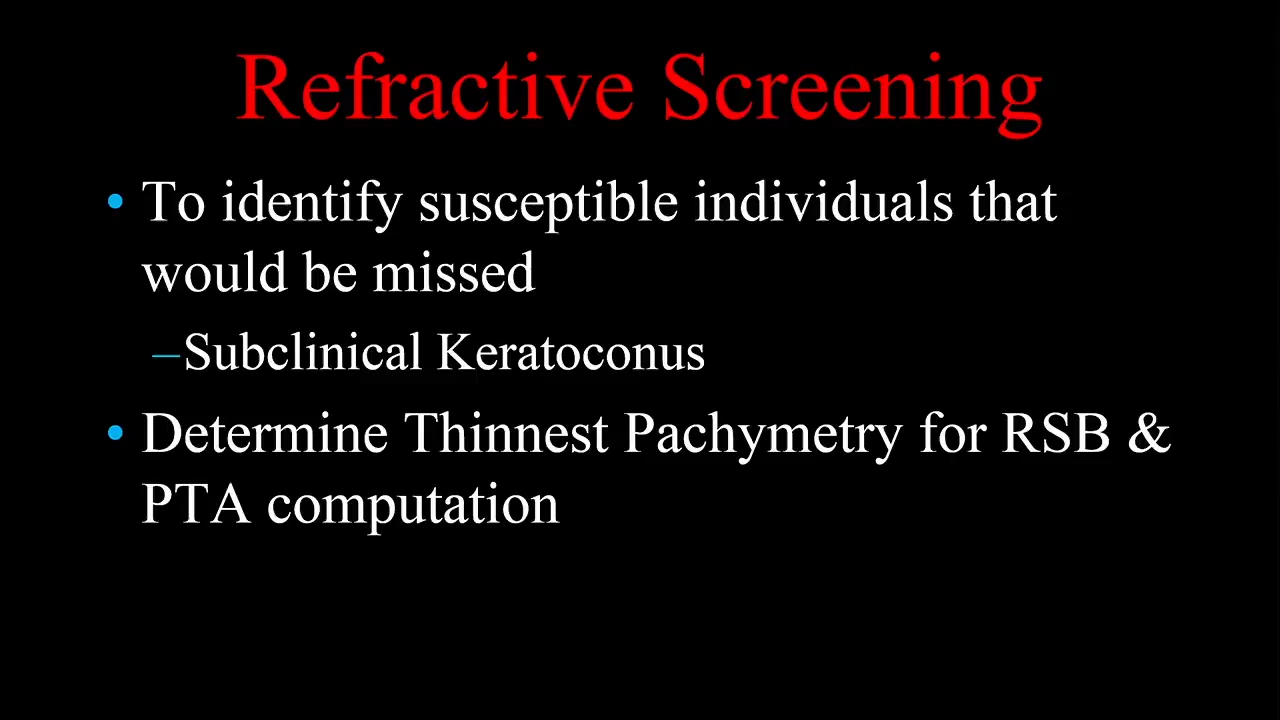 Refractive Screening
• To identify susceptible individuals that
would be missed
–Subclinical Keratoconus
• Determine Thinnest Pachymetry for RSB &
PTA computation